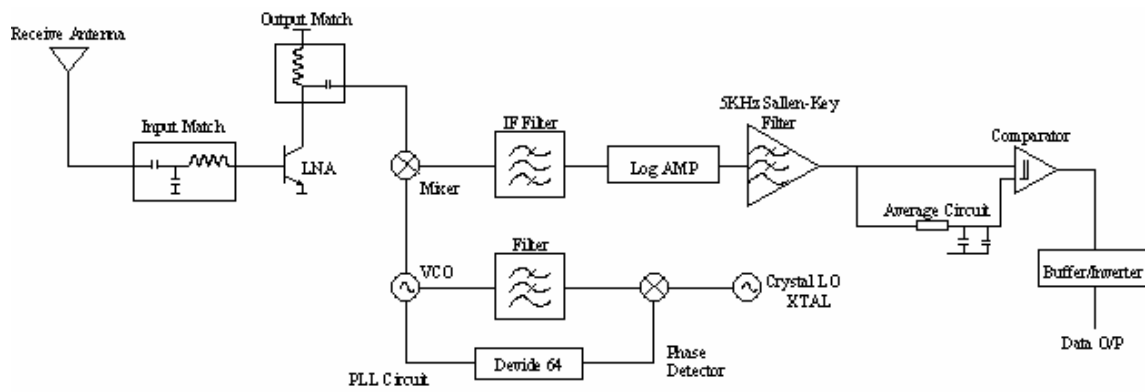 Output Match
Receive Antenna
5KHz Sallen-Key
Filter
Input Match
IF Filter
Comparator
LNA
Log AMP
Mixer
Average Circuit
Filter
VCO
Crystal LO
XTAL
Buffer/Inverter
Devide 64
PLL Circuit
Phase
Detector
Data O/P